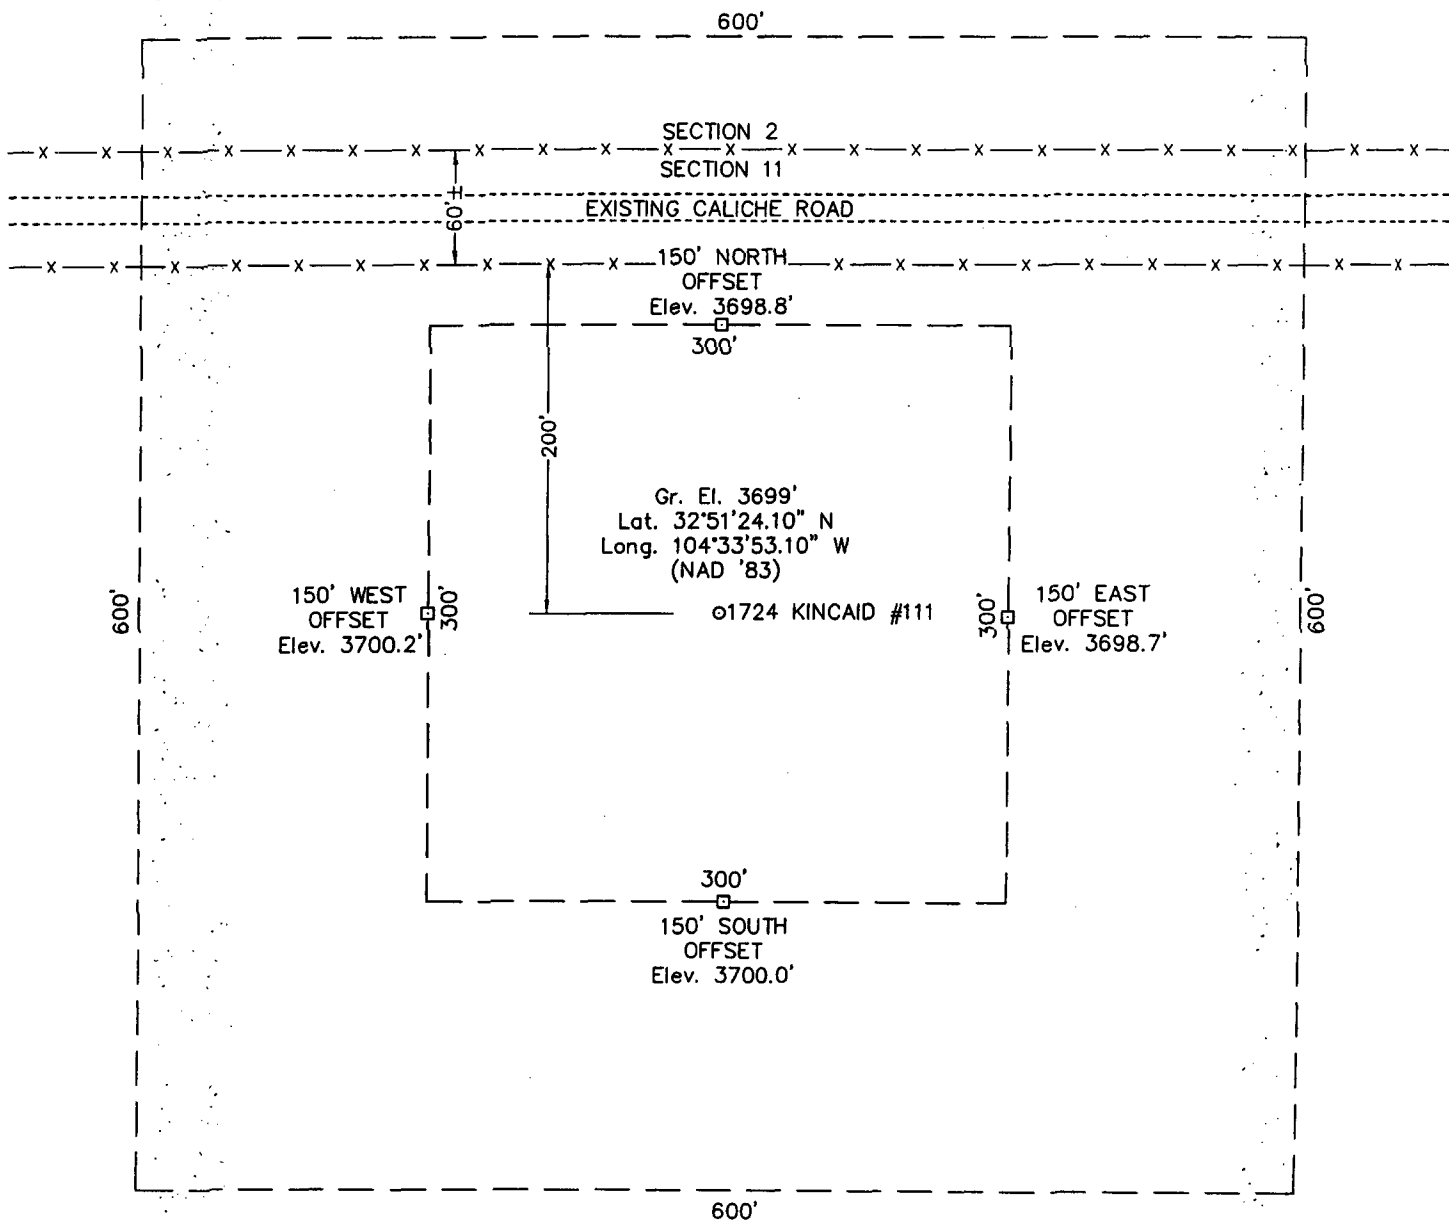 600'
SECTION 2
SECTION 11
60'±
EXISTING CALICHE ROAD
150' NORTH
OFFSET
Elev. 3698.8'
300'
200'
Gr. El. 3699'
Lat. 32°51'24.10" N
Long. 104°33'53.10" W
(NAD '83)
600'
150' WEST
OFFSET
Elev. 3700.2'
300'
1724 KINCAID #111
300'
150' EAST
OFFSET
Elev. 3698.7'
600'
300'
150' SOUTH
OFFSET
Elev. 3700.0'
600'